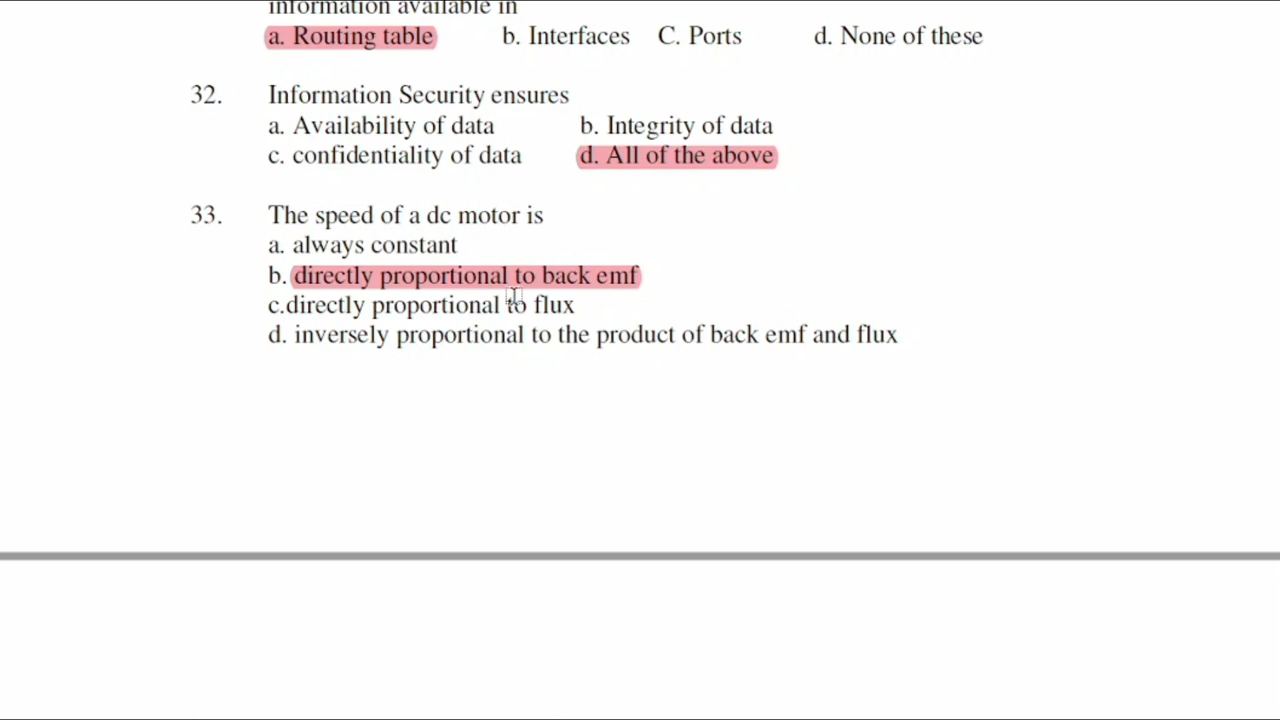 information available in
a. Routing table b. Interfaces C. Ports d. None of these
32. Information Security ensures
a. Availability of data b. Integrity of data
c. confidentiality of data d. All of the above
33. The speed of a dc motor is
a. always constant
b. directly proportional to back emf
c.directly proportional to flux
d. inversely proportional to the product of back emf and flux